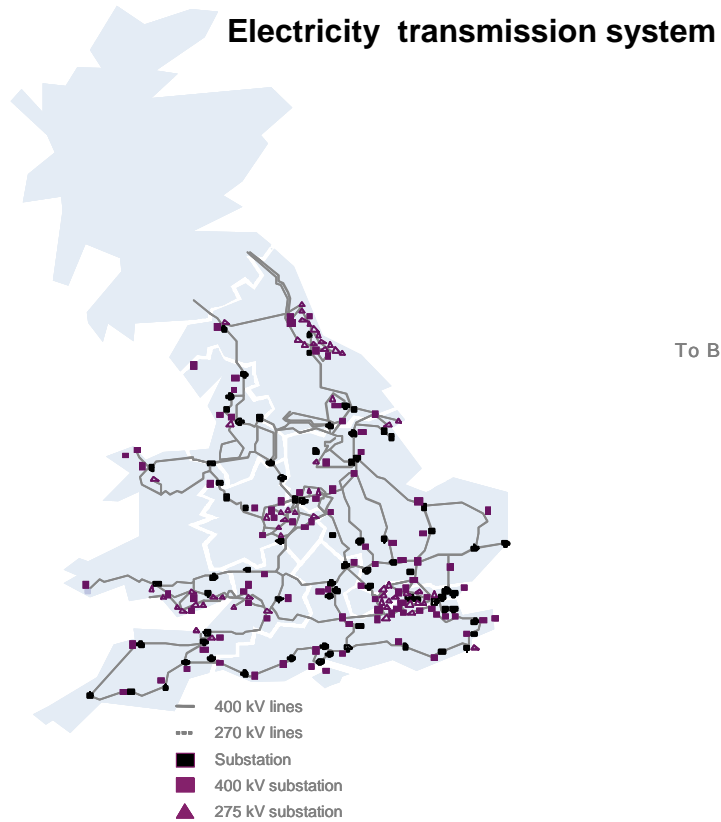 Electricity transmission system
To B
400 kV lines
270 kV lines
Substation
400 kV substation
275 kV substation